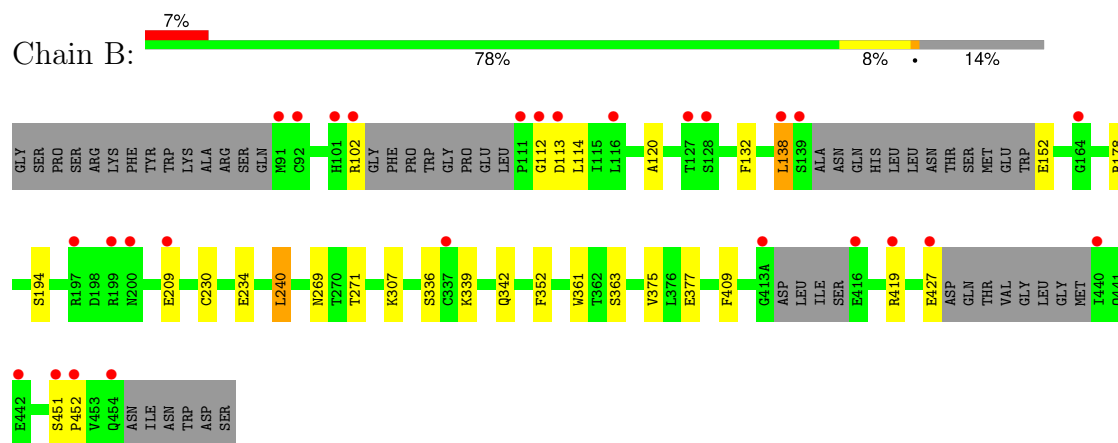 7%
Chain B:
78% 8% • 14%
GLY SER PRO SER ARG LYS PHE TYR TRP LYS ALA ARG SER GLN M91 C92 H101 R102 GLY PHE PRO TRP GLY PRO GLU LEU P111 G112 D113 L114 I115 L116 A120 T127 S128 F132 L138 S139 ALA ASN GLN HIS LEU LEU ASN THR SER MET GLU TRP E152 G164
S194 R197 D198 R199 N200 E209 C230 E234 L240 N269 T270 T271 K307 S336 C337 K339 Q342 F352 W361 T362 S363 V375 L376 E377 F409 G413A ASP LEU ILE SER E416 R419 E427 ASP GLN THR VAL GLY LEU GLY MET I440
E442 S451 P452 V453 Q454 ASN ILE ASN TRP ASP SER